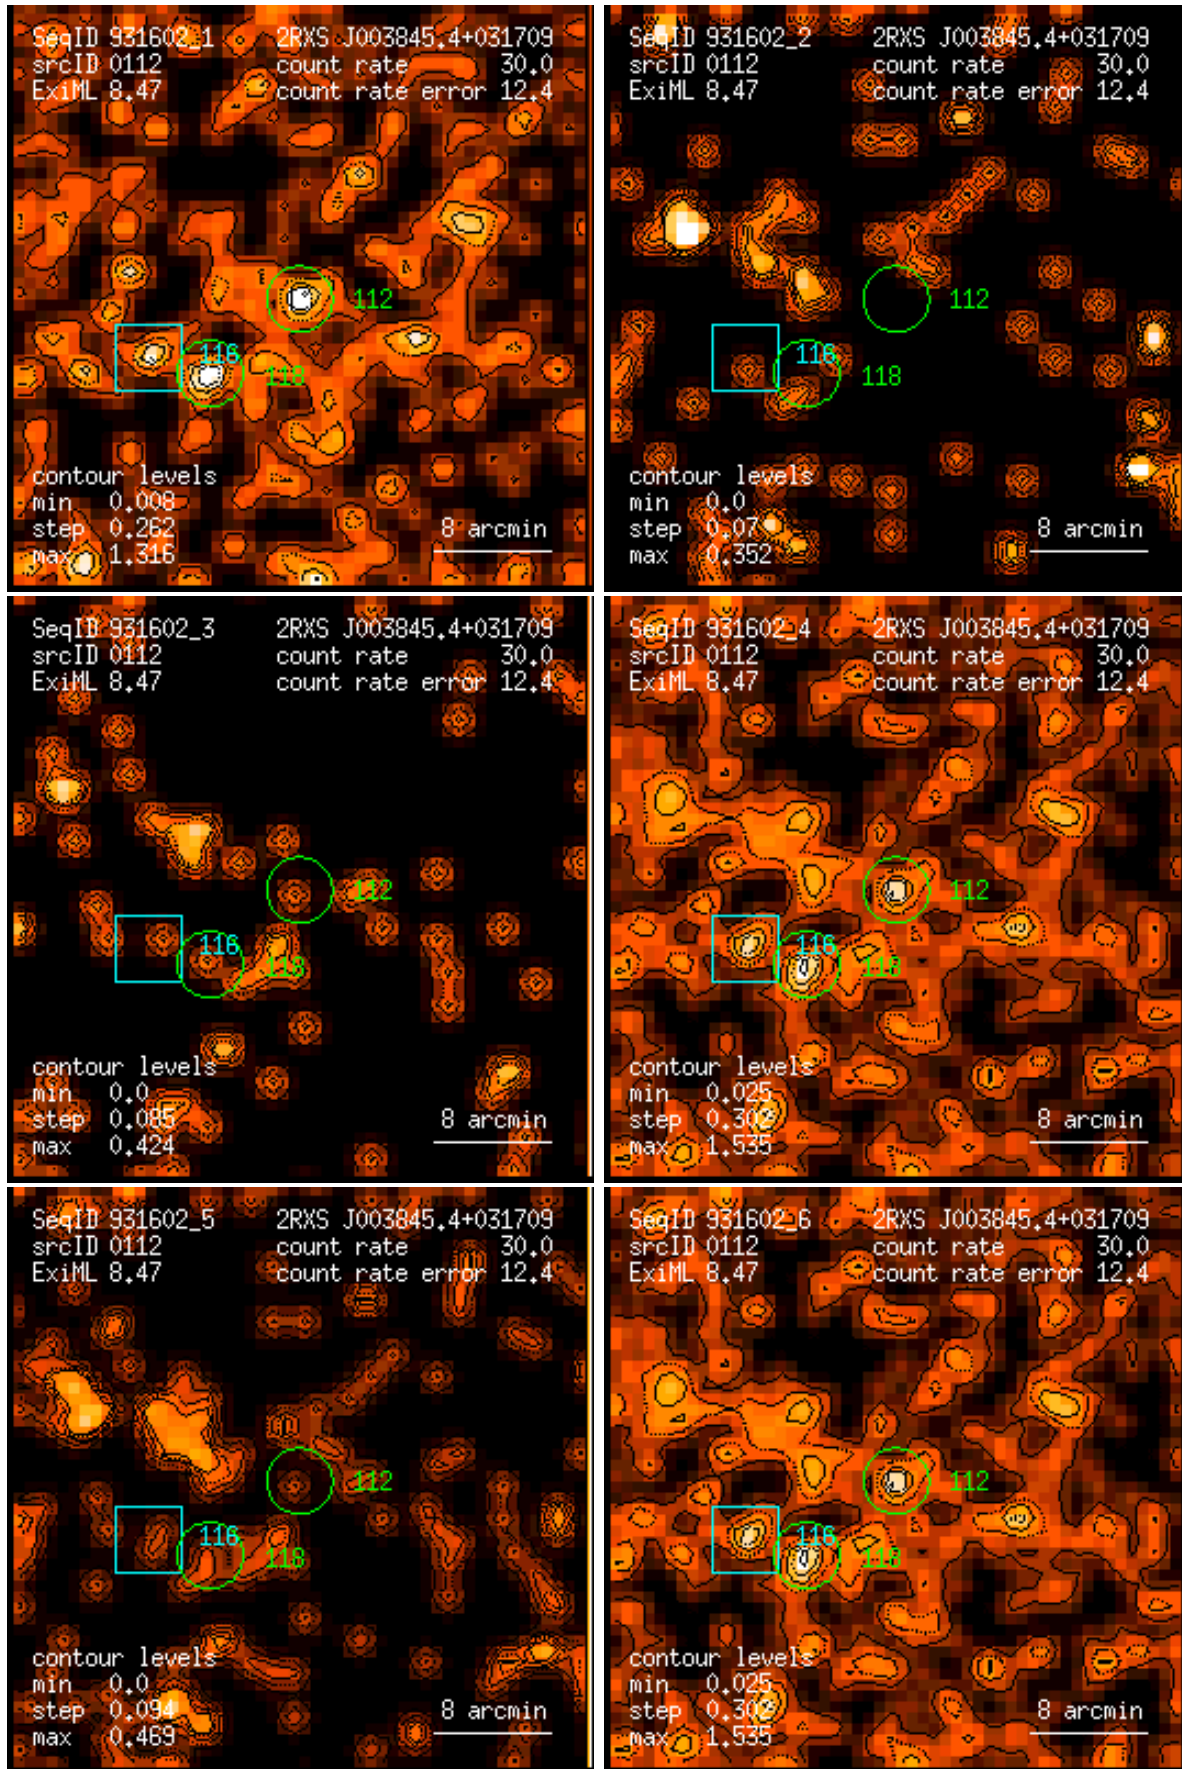 SeqID 931602_1 2RXS J003845.4+031709
srcID 0112 count rate 30.0
ExiML 8.47 count rate error 12.4
112
116
118
contour levels
min 0.008
step 0.262 8 arcmin
max 1.316
SeqID 931602_2 2RXS J003845.4+031709
srcID 0112 count rate 30.0
ExiML 8.47 count rate error 12.4
112
116
118
contour levels
min 0.0
step 0.07 8 arcmin
max 0.352
SeqID 931602_3 2RXS J003845.4+031709
srcID 0112 count rate 30.0
ExiML 8.47 count rate error 12.4
112
116
118
contour levels
min 0.0
step 0.085 8 arcmin
max 0.424
SeqID 931602_4 2RXS J003845.4+031709
srcID 0112 count rate 30.0
ExiML 8.47 count rate error 12.4
112
116
118
contour levels
min 0.025
step 0.302 8 arcmin
max 1.535
SeqID 931602_5 2RXS J003845.4+031709
srcID 0112 count rate 30.0
ExiML 8.47 count rate error 12.4
112
116
118
contour levels
min 0.0
step 0.094 8 arcmin
max 0.469
SeqID 931602_6 2RXS J003845.4+031709
srcID 0112 count rate 30.0
ExiML 8.47 count rate error 12.4
112
116
118
contour levels
min 0.025
step 0.302 8 arcmin
max 1.535